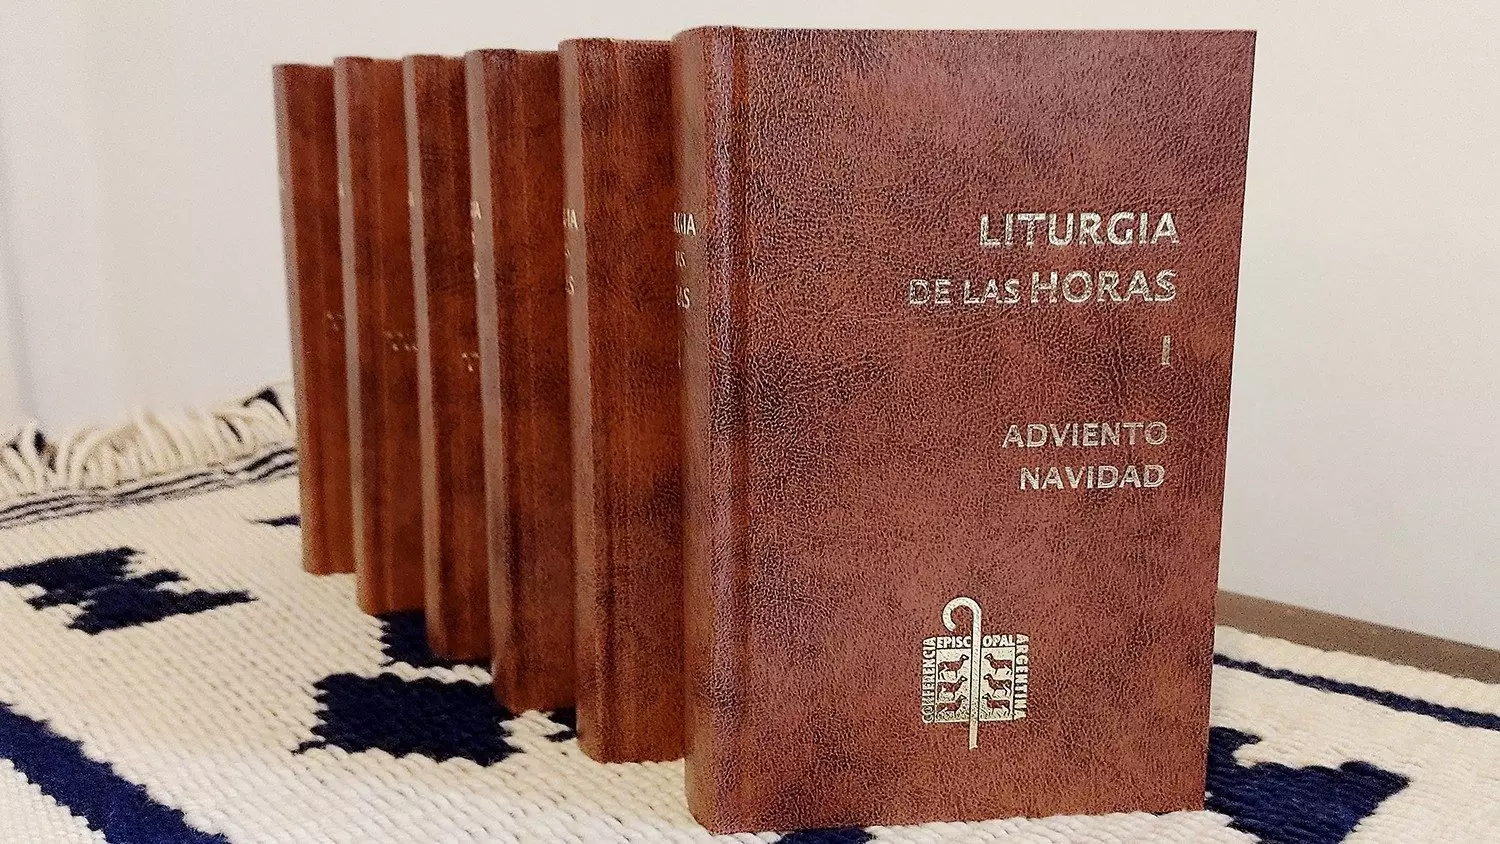 LITURGIA
DE LAS HORAS
I
ADVIENTO
NAVIDAD
CONFERENCIA
EPISCOPAL
ARGENTINA